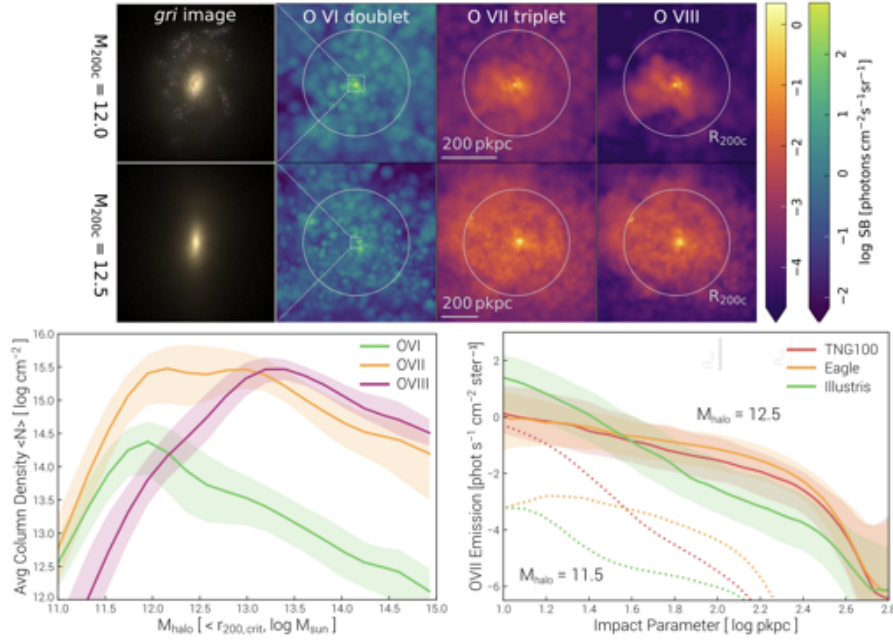 gri image
O VI doublet
O VII triplet
O VIII
M200c = 12.0
200 pkpc
R200c
M200c = 12.5
200 pkpc
R200c
0
−1
−2
−3
−4
2
1
0
−1
−2
log SB [photons cm−2s−1sr−1]
15.5
15.0
14.5
14.0
13.5
13.0
12.5
12.0
Avg Column Density <N> [ log cm−2 ]
OVI
OVII
OVIII
11.0 11.5 12.0 12.5 13.0 13.5 14.0 14.5 15.0
Mhalo [ < r200, crit, log Msun ]
2
0
−2
−4
−6
OVII Emission [phot s−1 cm−2 ster−1]
TNG100
Eagle
Illustris
Mhalo = 12.5
Mhalo = 11.5
1.0 1.2 1.4 1.6 1.8 2.0 2.2 2.4 2.6 2.8
Impact Parameter [ log pkpc ]